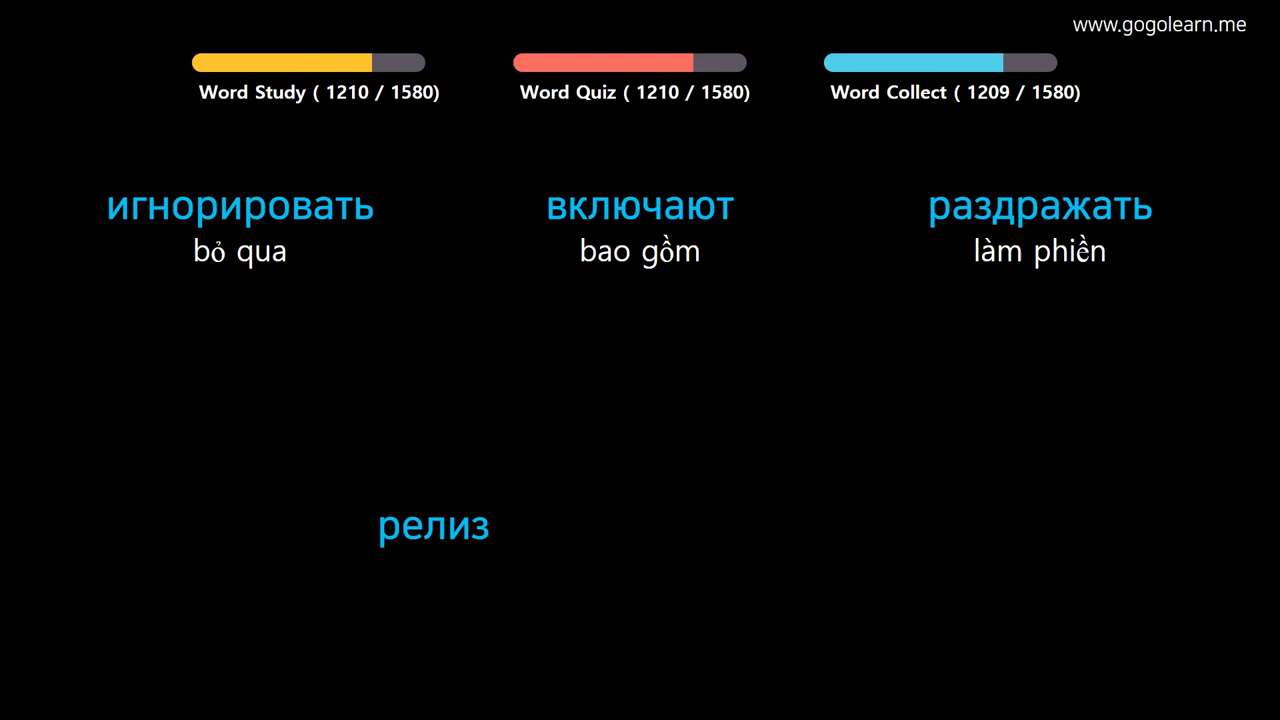 www.gogolearn.me
Word Study ( 1210 / 1580)
Word Quiz ( 1210 / 1580)
Word Collect ( 1209 / 1580)
игнорировать
bỏ qua
включают
bao gồm
раздражать
làm phiền
релиз